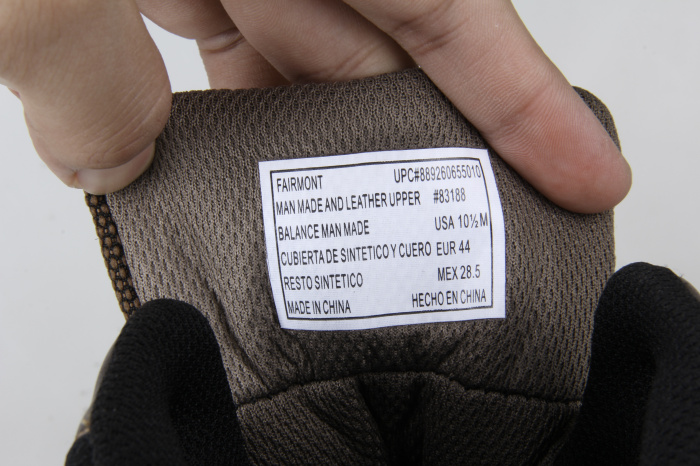 FAIRMONT UPC#889260655010
MAN MADE AND LEATHER UPPER #83188
BALANCE MAN MADE USA 10½ M
CUBIERTA DE SINTETICO Y CUERO EUR 44
RESTO SINTETICO MEX 28.5
MADE IN CHINA HECHO EN CHINA